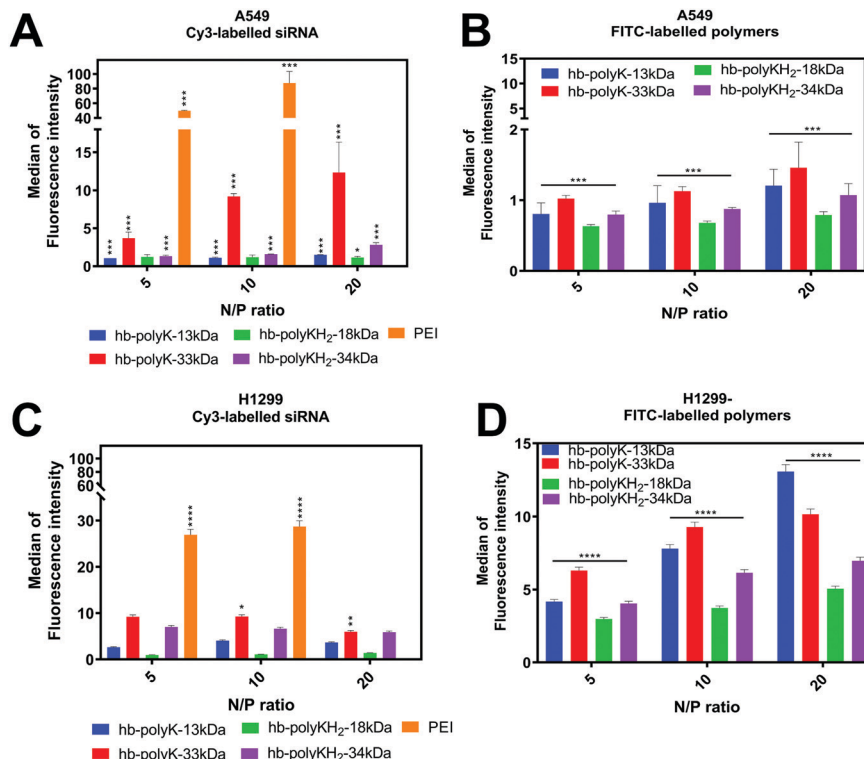 A
A549
Cy3-labelled siRNA
Median of
Fluorescence intensity
100
80
60
40
15
10
5
0
***
***
***
***
***
***
***
***
***
***
*
***
5
10
20
N/P ratio
hb-polyK-13kDa
hb-polyKH2-18kDa
PEI
hb-polyK-33kDa
hb-polyKH2-34kDa
B
A549
FITC-labelled polymers
hb-polyK-13kDa
hb-polyKH2-18kDa
hb-polyK-33kDa
hb-polyKH2-34kDa
Median of
Fluorescence intensity
15
10
5
2
1
0
***
***
***
5
10
20
N/P ratio
C
H1299
Cy3-labelled siRNA
Median of
Fluorescence intensity
100
80
60
30
20
10
0
****
*
****
**
5
10
20
N/P ratio
hb-polyK-13kDa
hb-polyKH2-18kDa
PEI
hb-polyK-33kDa
hb-polyKH2-34kDa
D
H1299-
FITC-labelled polymers
hb-polyK-13kDa
hb-polyK-33kDa
hb-polyKH2-18kDa
hb-polyKH2-34kDa
Median of
Fluorescence intensity
15
10
5
0
****
****
****
5
10
20
N/P ratio